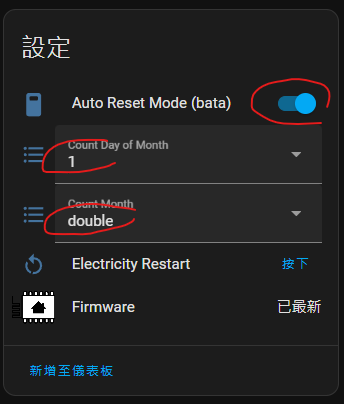 設定
Auto Reset Mode (bata)
Count Day of Month
1
Count Month
double
Electricity Restart
按下
Firmware
已最新
新增至儀表板